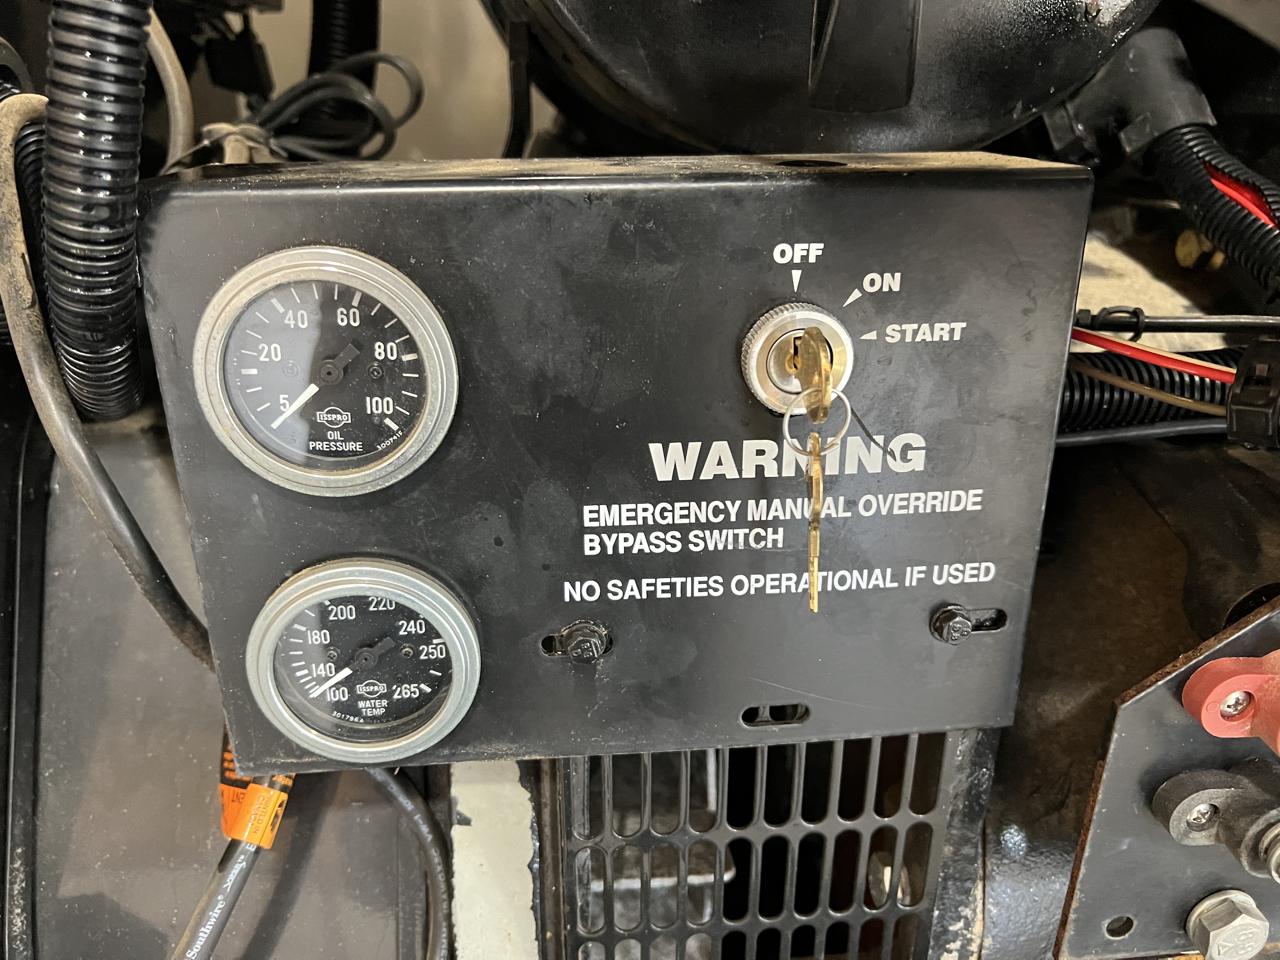 OFF
ON
START
40 60
20 80
5 100
ISSPRO
OIL
PRESSURE
WARNING
EMERGENCY MANUAL OVERRIDE
BYPASS SWITCH
NO SAFETIES OPERATIONAL IF USED
200 220
180 240
140 250
100 265
ISSPRO
WATER
TEMP
Southwire